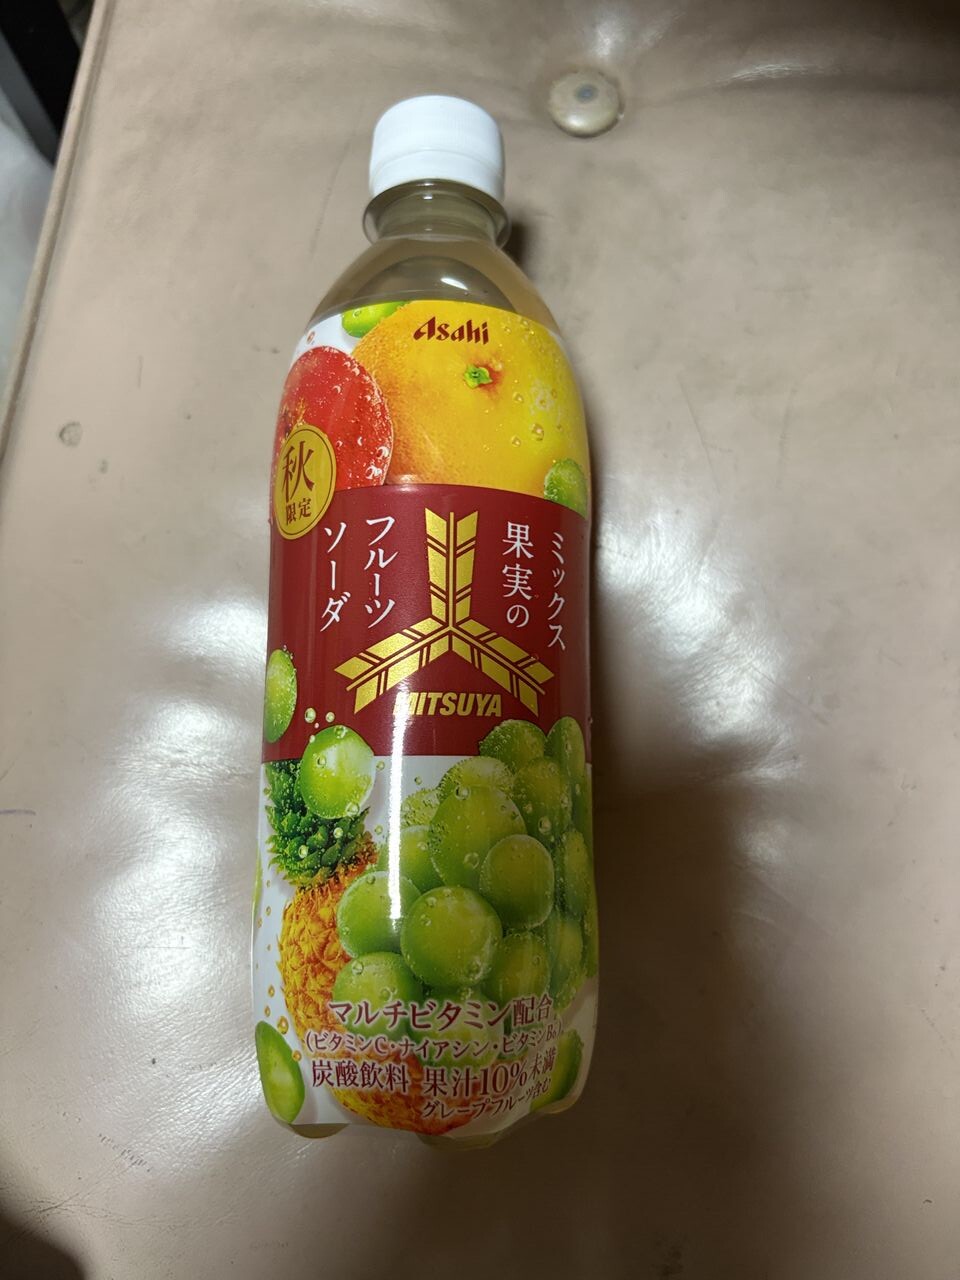 Asahi
秋
限定
ミックス
果実の
フルーツ
ソーダ
MITSUYA
マルチビタミン配合
(ビタミンC・ナイアシン・ビタミンB6)
炭酸飲料 果汁10%未満
グレープフルーツ含む